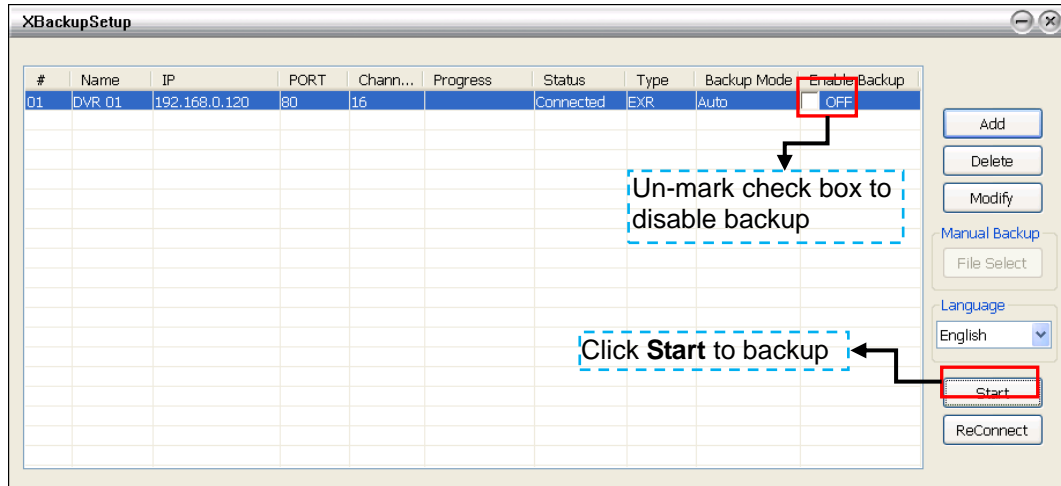 XBackupSetup
# Name IP PORT Chann... Progress Status Type Backup Mode Enable Backup
01 DVR 01 192.168.0.120 80 16 Connected EXR Auto OFF
Add
Delete
Un-mark check box to
disable backup
Modify
Manual Backup
File Select
Language
English
Click Start to backup
Start
ReConnect